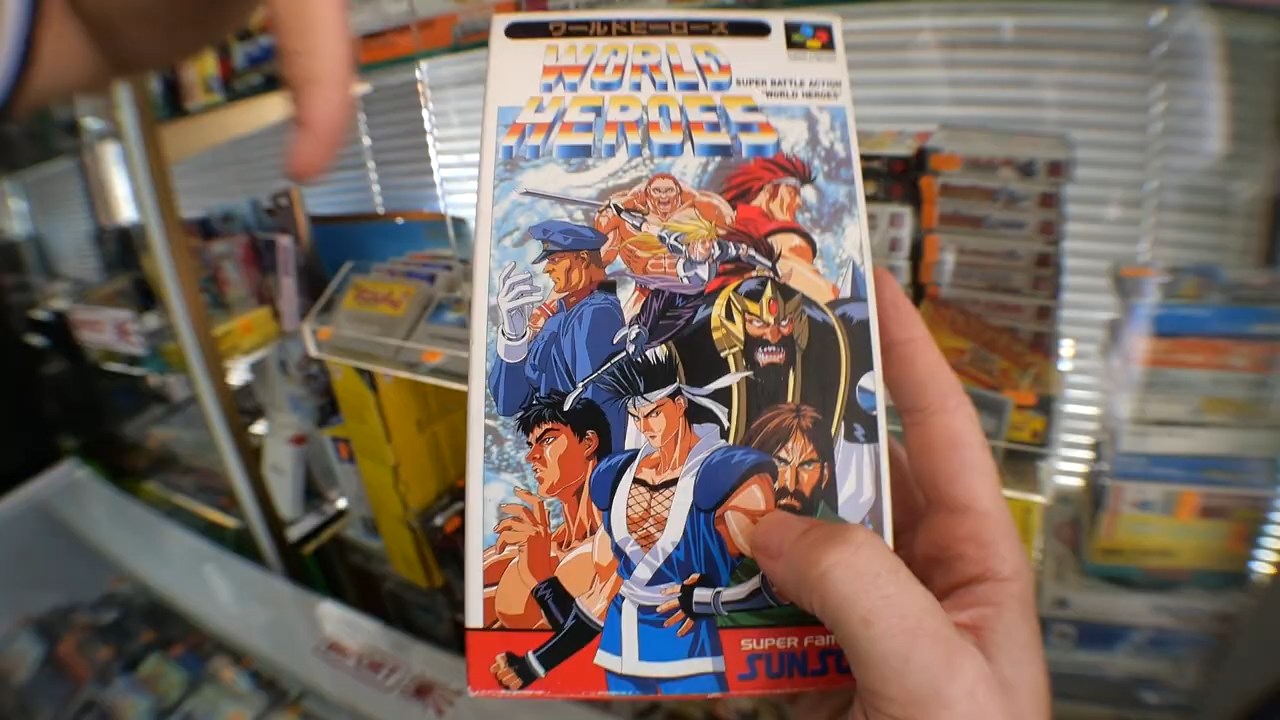 ワールドヒーローズ
WORLD
HEROES
SUPER BATTLE ACTION
"WORLD HEROES"
SUPER FAM
SUNSO